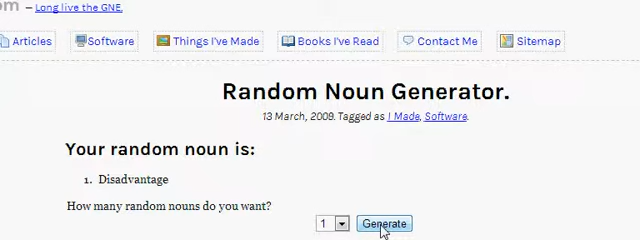 om – Long live the GNE.
Articles Software Things I've Made Books I've Read Contact Me Sitemap
Random Noun Generator.
13 March, 2009. Tagged as I Made, Software.
Your random noun is:
1. Disadvantage
How many random nouns do you want?
1 Generate